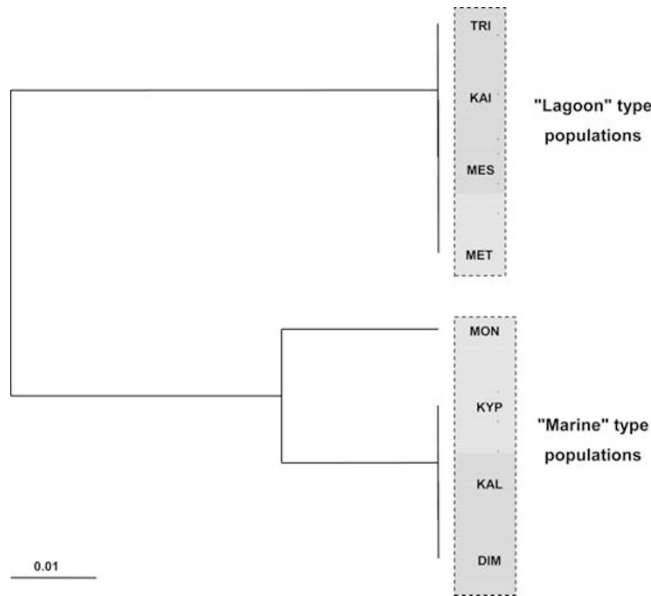 TRI
KAI
"Lagoon" type
populations
MES
MET
MON
KYP
"Marine" type
populations
KAL
DIM
0.01